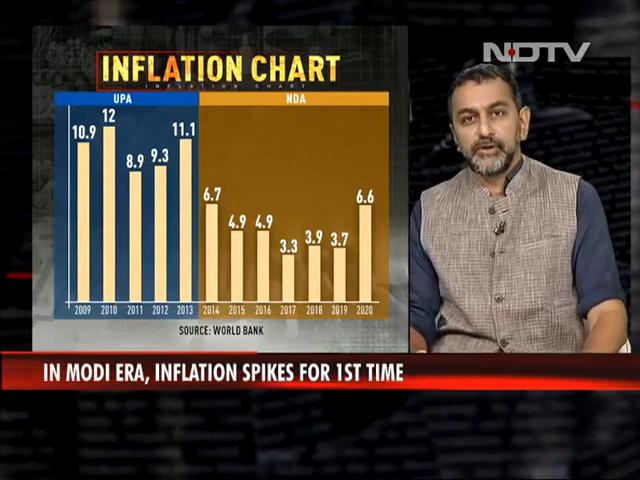 NDTV
INFLATION CHART
INFLATION CHART
UPA NDA
10.9 12 8.9 9.3 11.1 6.7 4.9 4.9 3.3 3.9 3.7 6.6
2009 2010 2011 2012 2013 2014 2015 2016 2017 2018 2019 2020
SOURCE: WORLD BANK
IN MODI ERA, INFLATION SPIKES FOR 1ST TIME